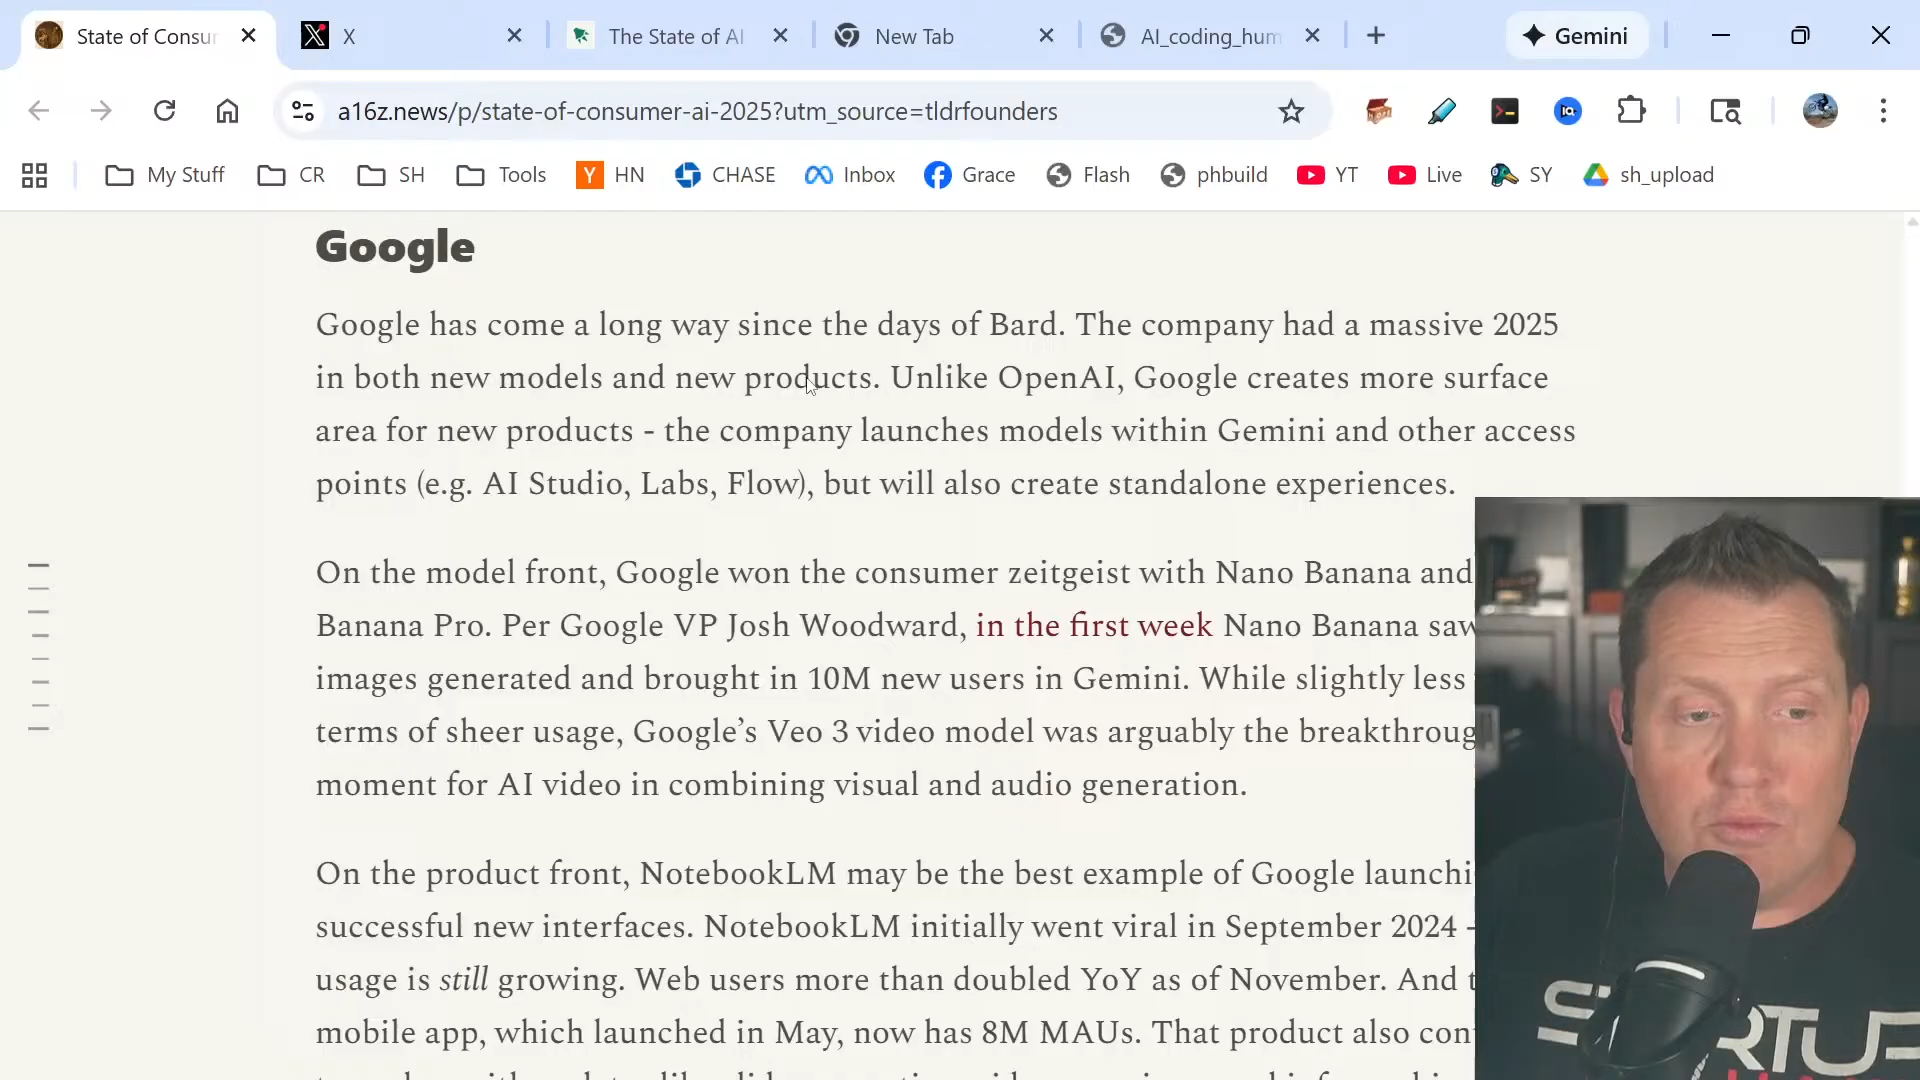 State of Consu
X
The State of AI
New Tab
AI_coding_hum
Gemini
a16z.news/p/state-of-consumer-ai-2025?utm_source=tldrfounders
My Stuff
CR
SH
Tools
HN
CHASE
Inbox
Grace
Flash
phbuild
YT
Live
SY
sh_upload
Google
Google has come a long way since the days of Bard. The company had a massive 2025
in both new models and new products. Unlike OpenAI, Google creates more surface
area for new products - the company launches models within Gemini and other access
points (e.g. AI Studio, Labs, Flow), but will also create standalone experiences.
On the model front, Google won the consumer zeitgeist with Nano Banana and
Banana Pro. Per Google VP Josh Woodward, in the first week Nano Banana saw
images generated and brought in 10M new users in Gemini. While slightly less
terms of sheer usage, Google’s Veo 3 video model was arguably the breakthroug
moment for AI video in combining visual and audio generation.
On the product front, NotebookLM may be the best example of Google launchi
successful new interfaces. NotebookLM initially went viral in September 2024 -
usage is still growing. Web users more than doubled YoY as of November. And t
mobile app, which launched in May, now has 8M MAUs. That product also con